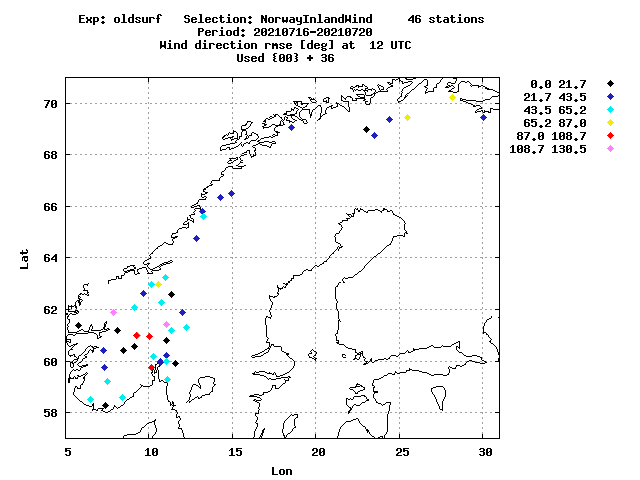 Exp: oldsurf Selection: NorwayInlandWind 46 stations
Period: 20210716-20210720
Wind direction rmse [deg] at 12 UTC
Used {00} + 36
0.0 21.7
21.7 43.5
43.5 65.2
65.2 87.0
87.0 108.7
108.7 130.5
70
68
66
64
62
60
58
Lat
5 10 15 20 25 30
Lon